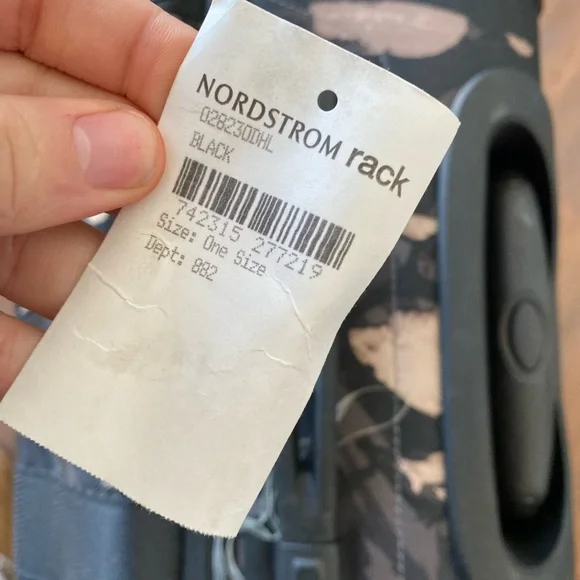 NORDSTROM rack
028230DHL
BLACK
742315 277219
Size: One Size
Dept: 882